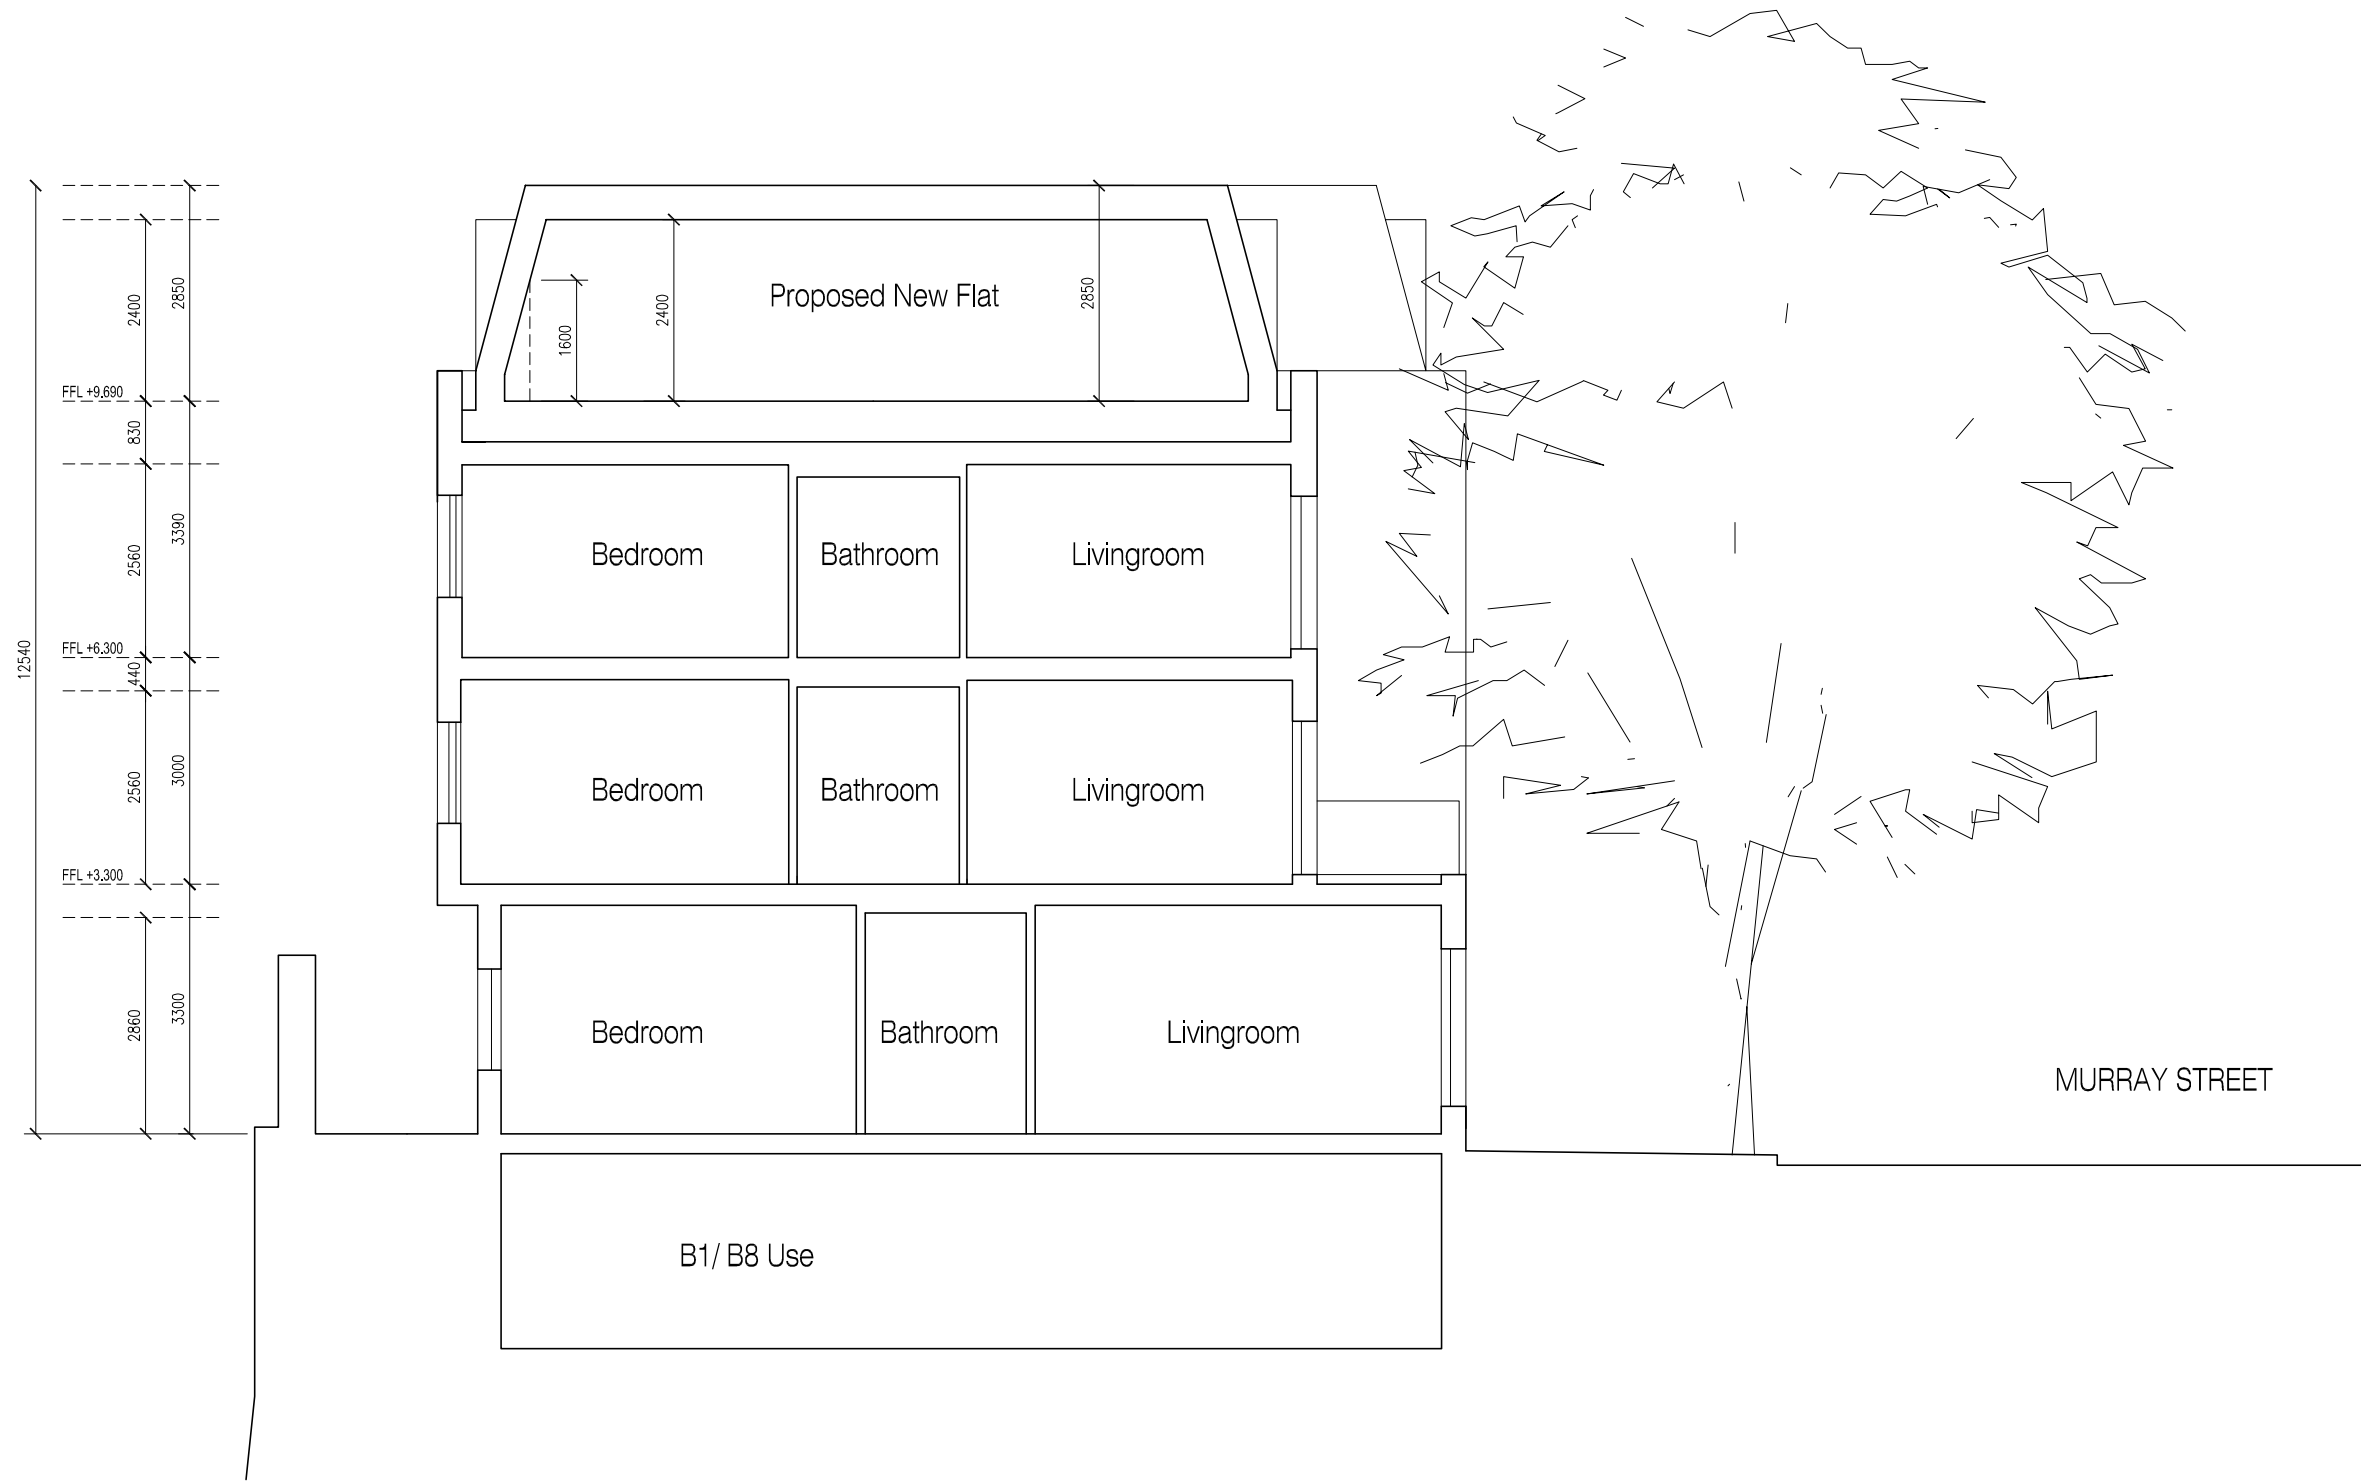 2400
2850
Proposed New Flat
2400
2850
1600
FFL +9.690
830
3390
2560
Bedroom
Bathroom
Livingroom
12540
FFL +6.300
440
3000
2560
Bedroom
Bathroom
Livingroom
FFL +3.300
3300
2860
Bedroom
Bathroom
Livingroom
MURRAY STREET
B1/ B8 Use